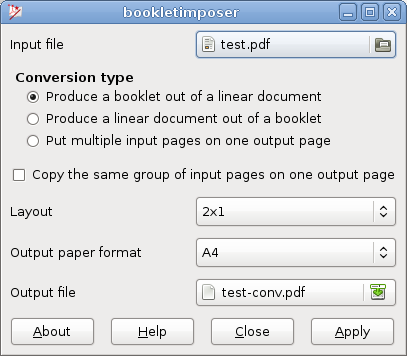 bookletimposer
Input file test.pdf
Conversion type
Produce a booklet out of a linear document
Produce a linear document out of a booklet
Put multiple input pages on one output page
Copy the same group of input pages on one output page
Layout 2x1
Output paper format A4
Output file test-conv.pdf
About Help Close Apply